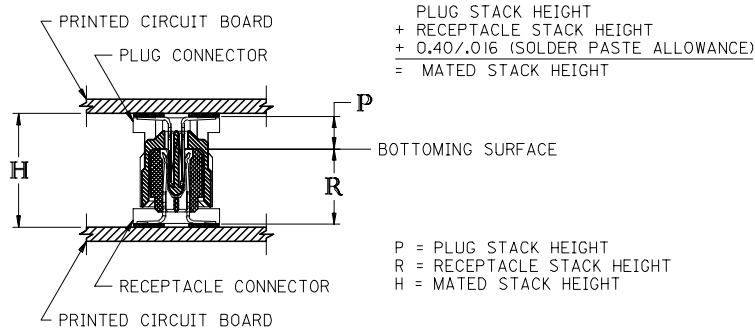 PRINTED CIRCUIT BOARD
PLUG CONNECTOR
PLUG STACK HEIGHT
+ RECEPTACLE STACK HEIGHT
+ 0.40/.016 (SOLDER PASTE ALLOWANCE)
= MATED STACK HEIGHT
P
BOTTOMING SURFACE
H
R
P = PLUG STACK HEIGHT
R = RECEPTACLE STACK HEIGHT
H = MATED STACK HEIGHT
RECEPTACLE CONNECTOR
PRINTED CIRCUIT BOARD